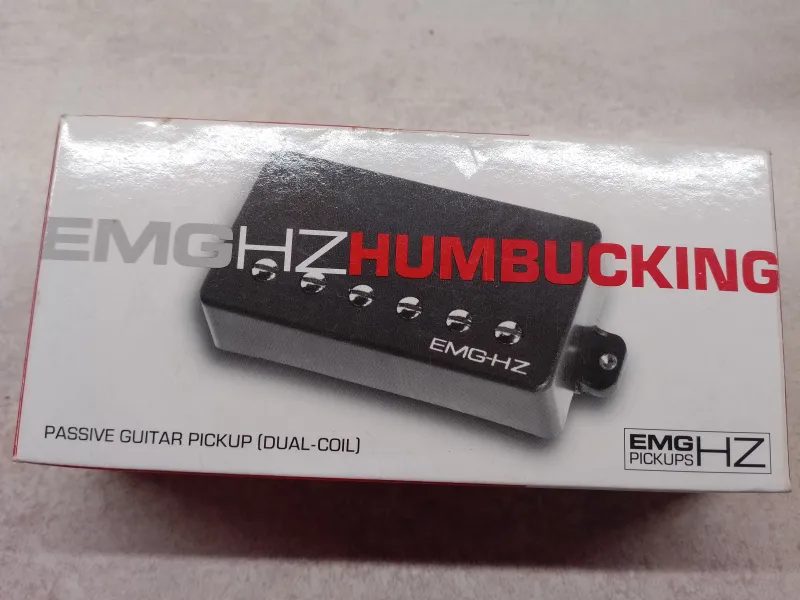 EMGHZHUMBUCKING
EMG-HZ
PASSIVE GUITAR PICKUP (DUAL-COIL)
EMG HZ
PICKUPS